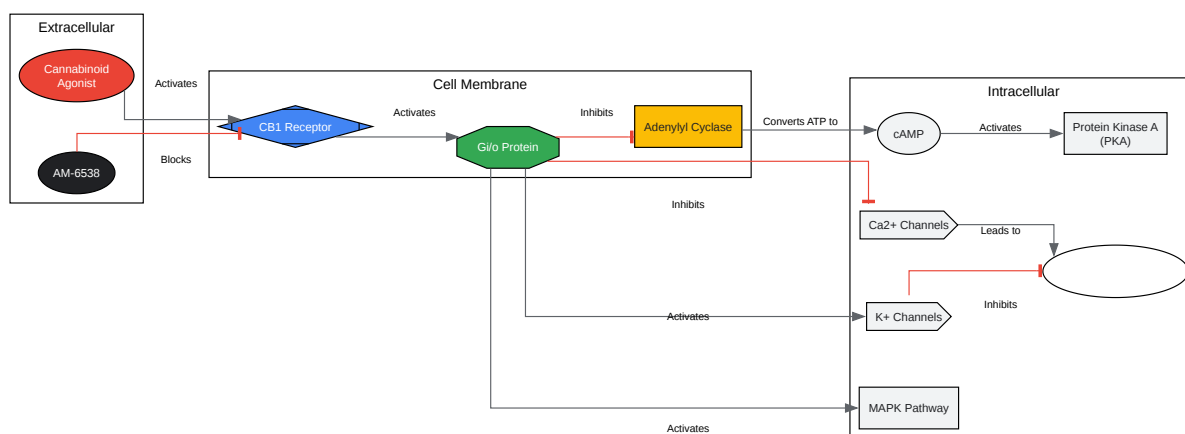 Extracellular
Cannabinoid
Agonist
AM-6538
Activates
Blocks
Cell Membrane
CB1 Receptor
Activates
Gi/o Protein
Inhibits
Adenylyl Cyclase
Inhibits
Activates
Activates
Converts ATP to
Intracellular
cAMP
Activates
Protein Kinase A
(PKA)
Ca2+ Channels
Leads to
K+ Channels
Inhibits
MAPK Pathway